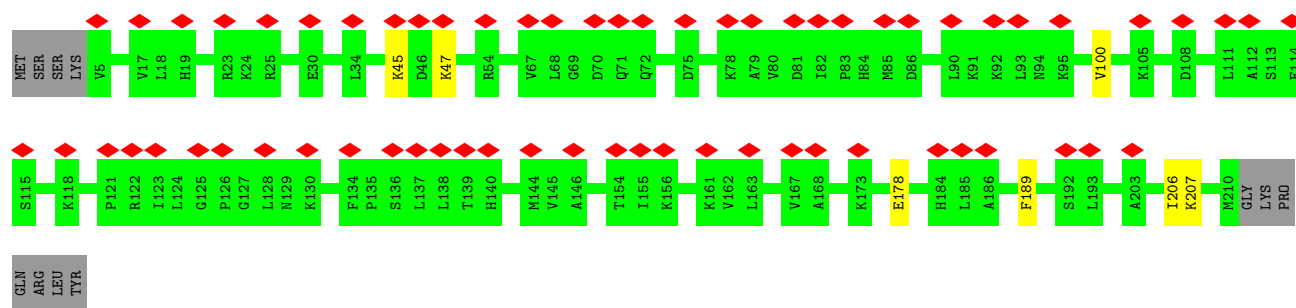 MET SER SER LYS V5 V17 L18 H19 R23 K24 R25 E30 L34 K45 D46 K47 R54 V67 L68 G69 D70 Q71 Q72 D75 K78 A79 V80 D81 I82 P83 H84 M85 D86 L90 K91 K92 L93 N94 K95 V100 K105 D108 L111 A112 S113 F114
S115 K118 P121 R122 I123 L124 G125 P126 G127 L128 N129 K130 F134 P135 S136 L137 L138 T139 H140 M144 V145 A146 T154 I155 K156 K161 V162 L163 V167 A168 K173 E178 H184 L185 A186 F189 S192 L193 A203 I206 K207 M210 GLY LYS PRO
GLN ARG LEU TYR